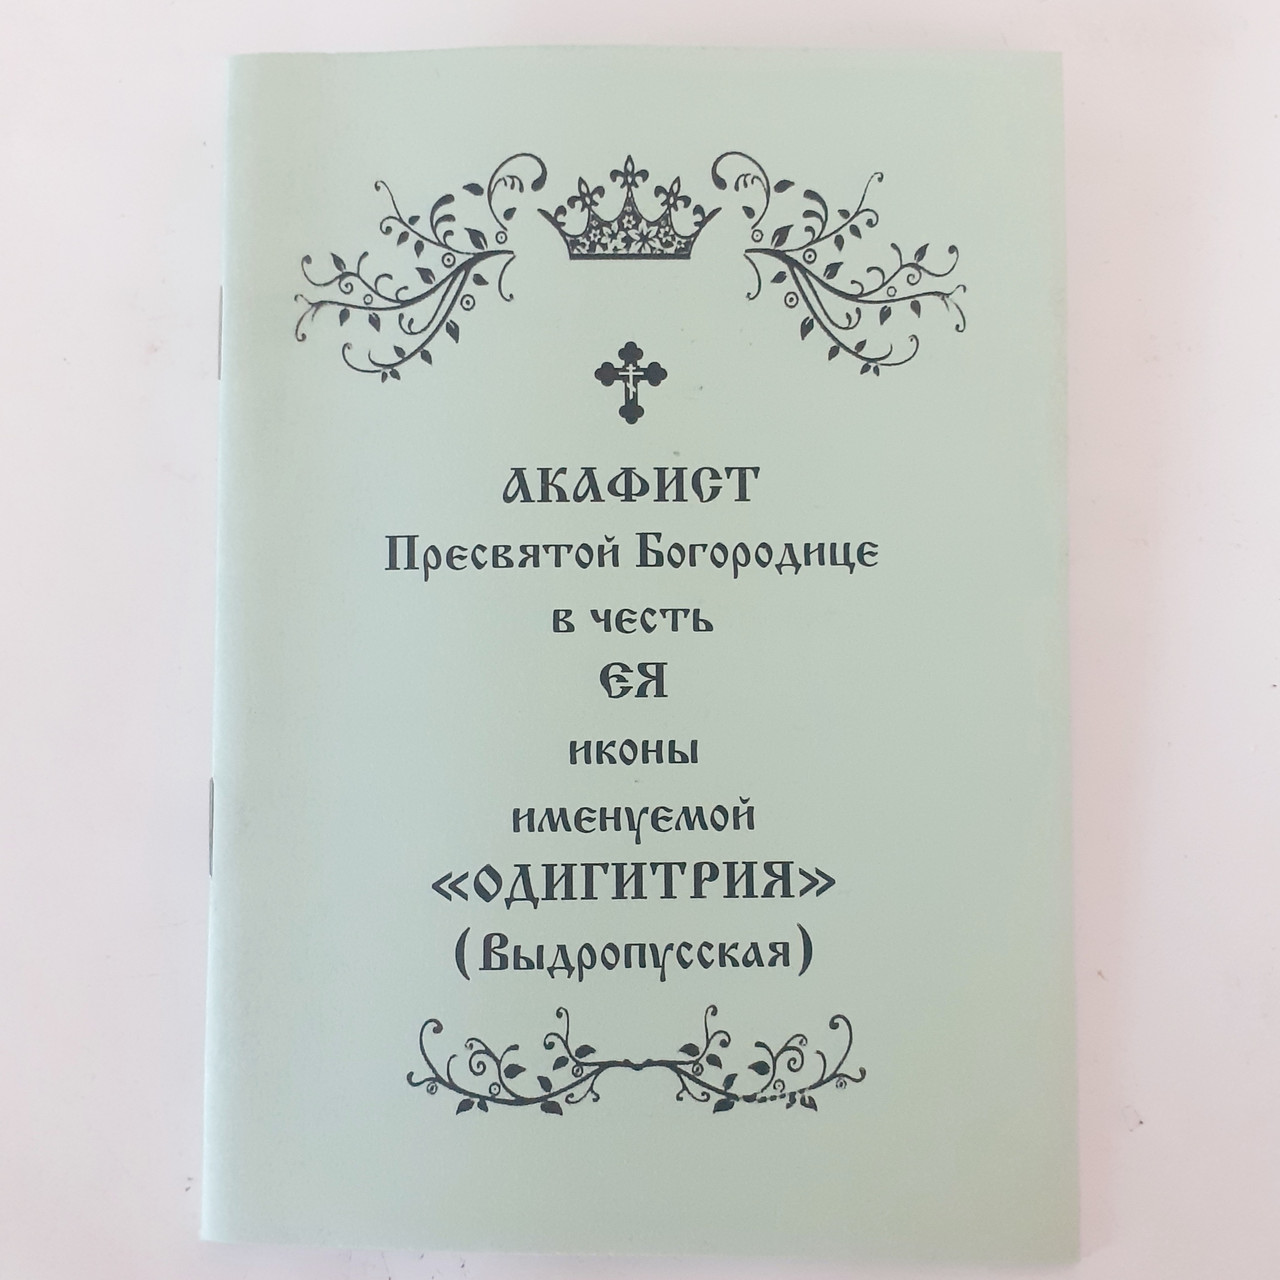 АКАФИСТ
Пресвятой Богородице
в честь
ЕЯ
иконы
именуемой
«ОДИГИТРИЯ»
(Выдропусская)